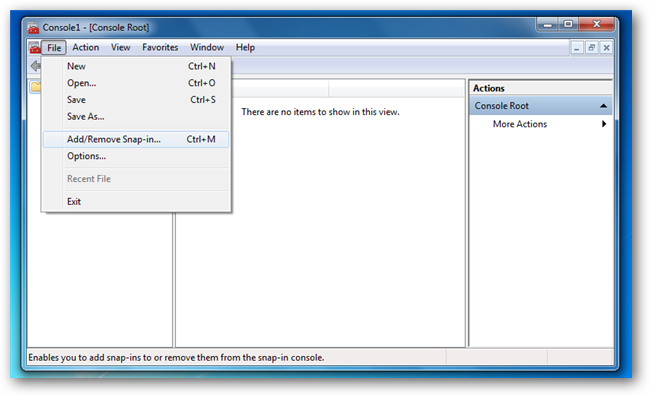 Console1 - [Console Root]
File Action View Favorites Window Help
New Ctrl+N
Open... Ctrl+O
Save Ctrl+S
Save As...
Add/Remove Snap-in... Ctrl+M
Options...
Recent File
Exit
There are no items to show in this view.
Actions
Console Root
More Actions
Enables you to add snap-ins to or remove them from the snap-in console.